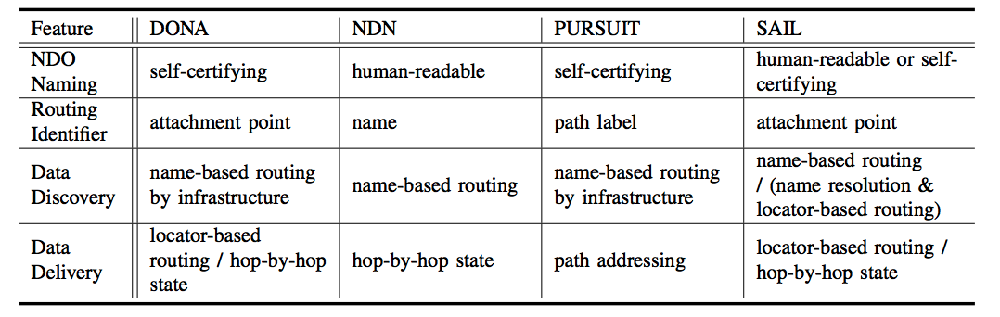 Feature DONA NDN PURSUIT SAIL
NDO Naming self-certifying human-readable self-certifying human-readable or self-certifying
Routing Identifier attachment point name path label attachment point
Data Discovery name-based routing by infrastructure name-based routing name-based routing by infrastructure name-based routing / (name resolution & locator-based routing)
Data Delivery locator-based routing / hop-by-hop state hop-by-hop state path addressing locator-based routing / hop-by-hop state